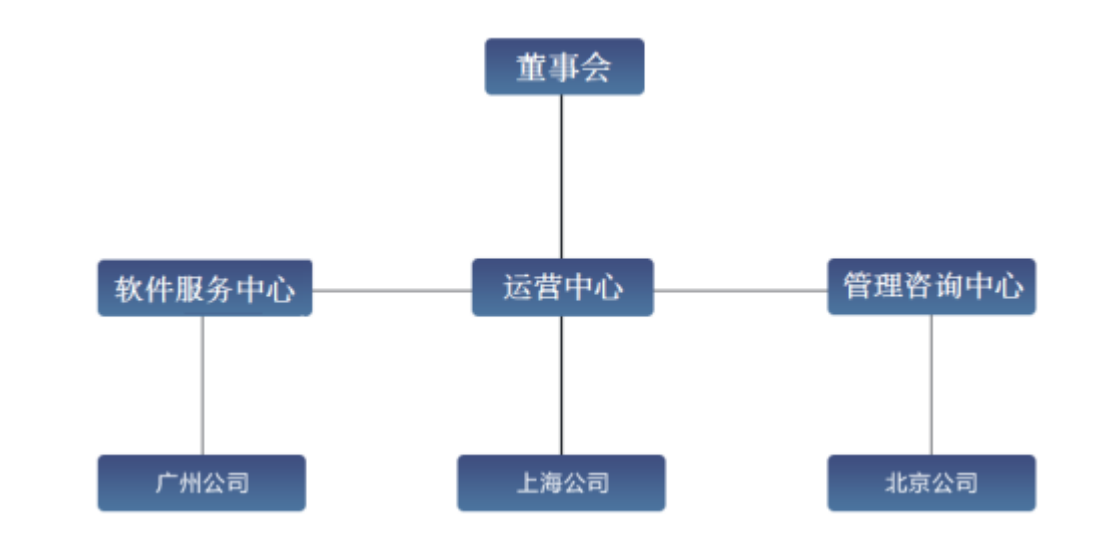 董事会
软件服务中心
运营中心
管理咨询中心
广州公司
上海公司
北京公司